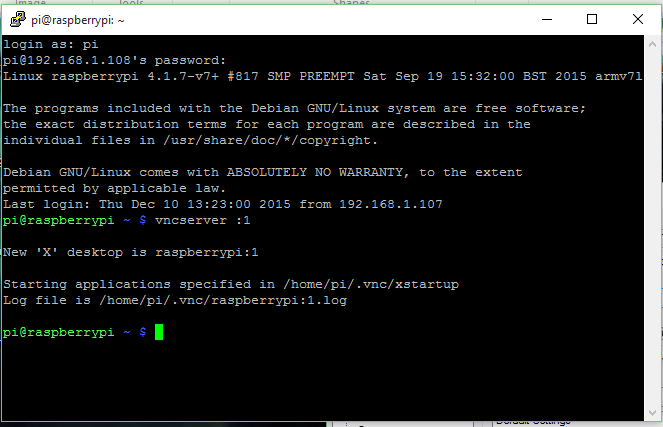 Image
Tools
Shapes
pi@raspberrypi: ~
login as: pi
pi@192.168.1.108's password:
Linux raspberrypi 4.1.7-v7+ #817 SMP PREEMPT Sat Sep 19 15:32:00 BST 2015 armv7l
The programs included with the Debian GNU/Linux system are free software;
the exact distribution terms for each program are described in the
individual files in /usr/share/doc/*/copyright.
Debian GNU/Linux comes with ABSOLUTELY NO WARRANTY, to the extent
permitted by applicable law.
Last login: Thu Dec 10 13:23:00 2015 from 192.168.1.107
pi@raspberrypi ~ $ vncserver :1
New 'X' desktop is raspberrypi:1
Starting applications specified in /home/pi/.vnc/xstartup
Log file is /home/pi/.vnc/raspberrypi:1.log
pi@raspberrypi ~ $
Default Settings